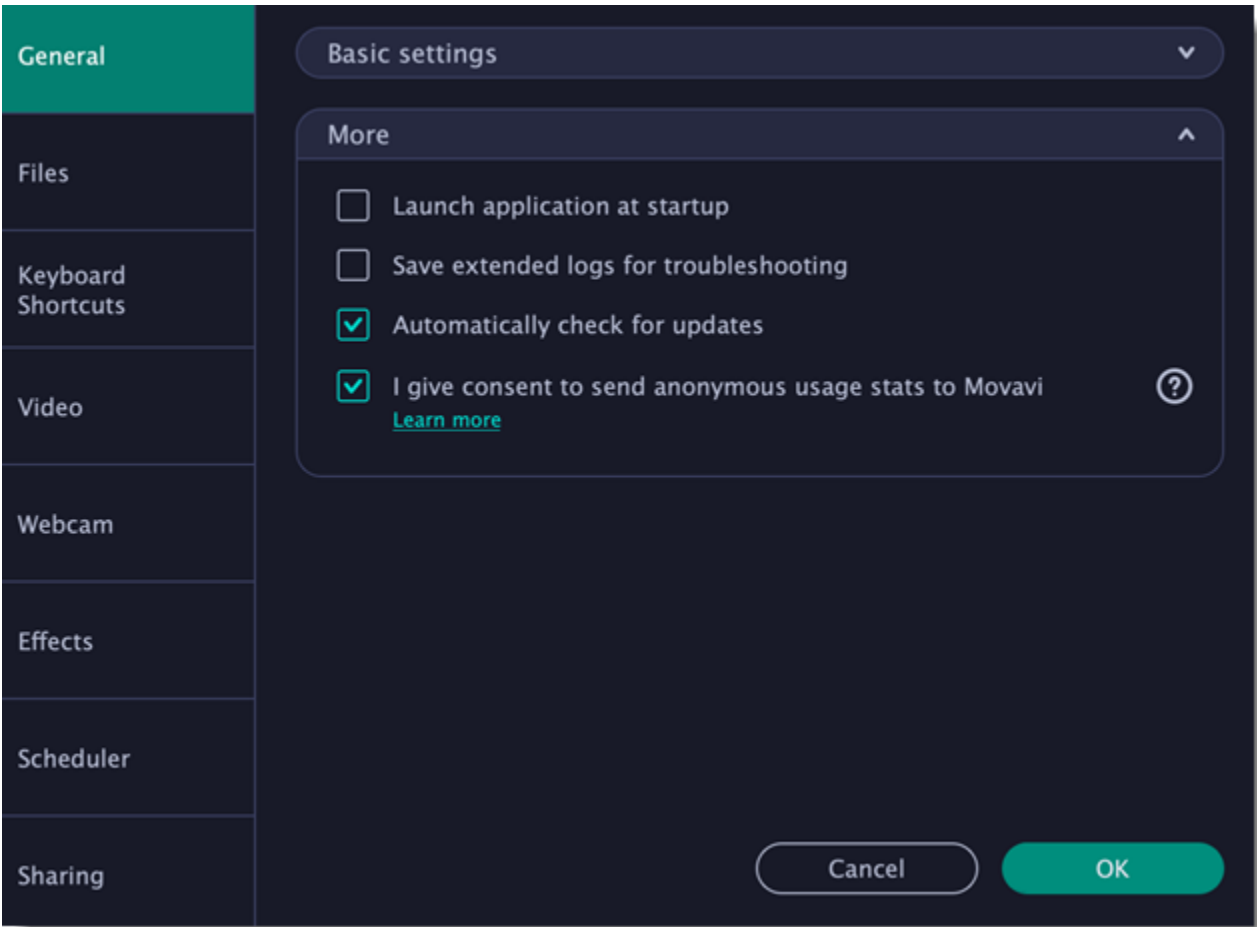 General
Files
Keyboard
Shortcuts
Video
Webcam
Effects
Scheduler
Sharing
Basic settings
More
Launch application at startup
Save extended logs for troubleshooting
Automatically check for updates
I give consent to send anonymous usage stats to Movavi
?
Learn more
Cancel
OK